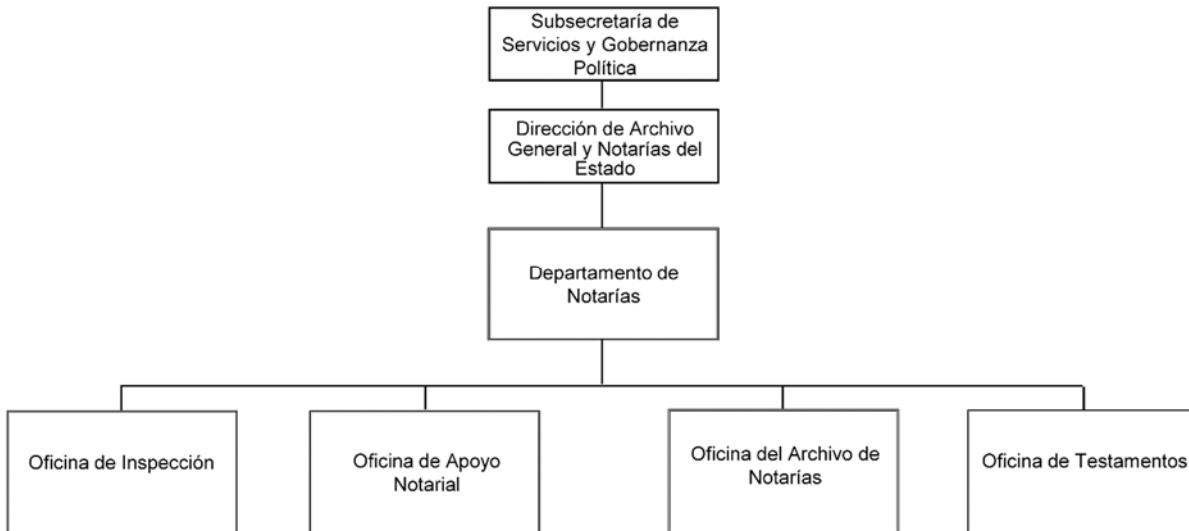 Subsecretaría de
Servicios y Gobernanza
Política
Dirección de Archivo
General y Notarías del
Estado
Departamento de
Notarías
Oficina de Inspección
Oficina de Apoyo
Notarial
Oficina del Archivo de
Notarías
Oficina de Testamentos